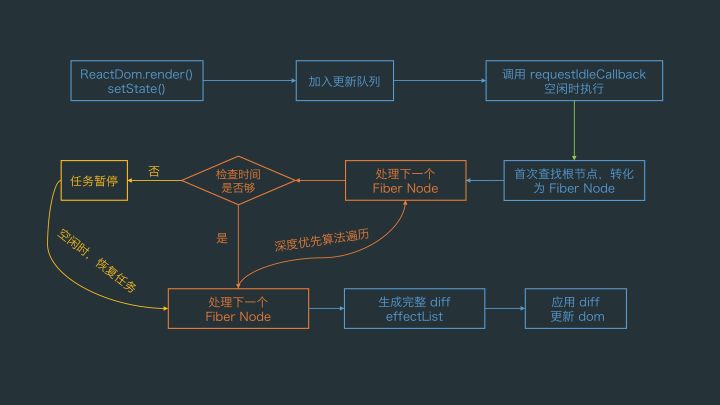 ReactDom.render()
setState()
加入更新队列
调用 requestIdleCallback
空闲时执行
任务暂停
否
检查时间
是否够
处理下一个
Fiber Node
首次查找根节点、转化
为 Fiber Node
是
深度优先算法遍历
空闲时，恢复任务
处理下一个
Fiber Node
生成完整 diff
effectList
应用 diff
更新 dom